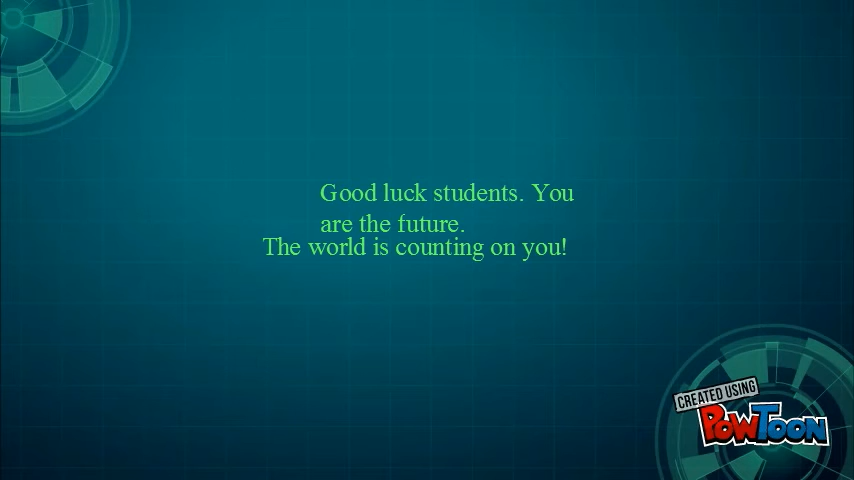 Good luck students. You
are the future.
The world is counting on you!
CREATED USING
POWTOON